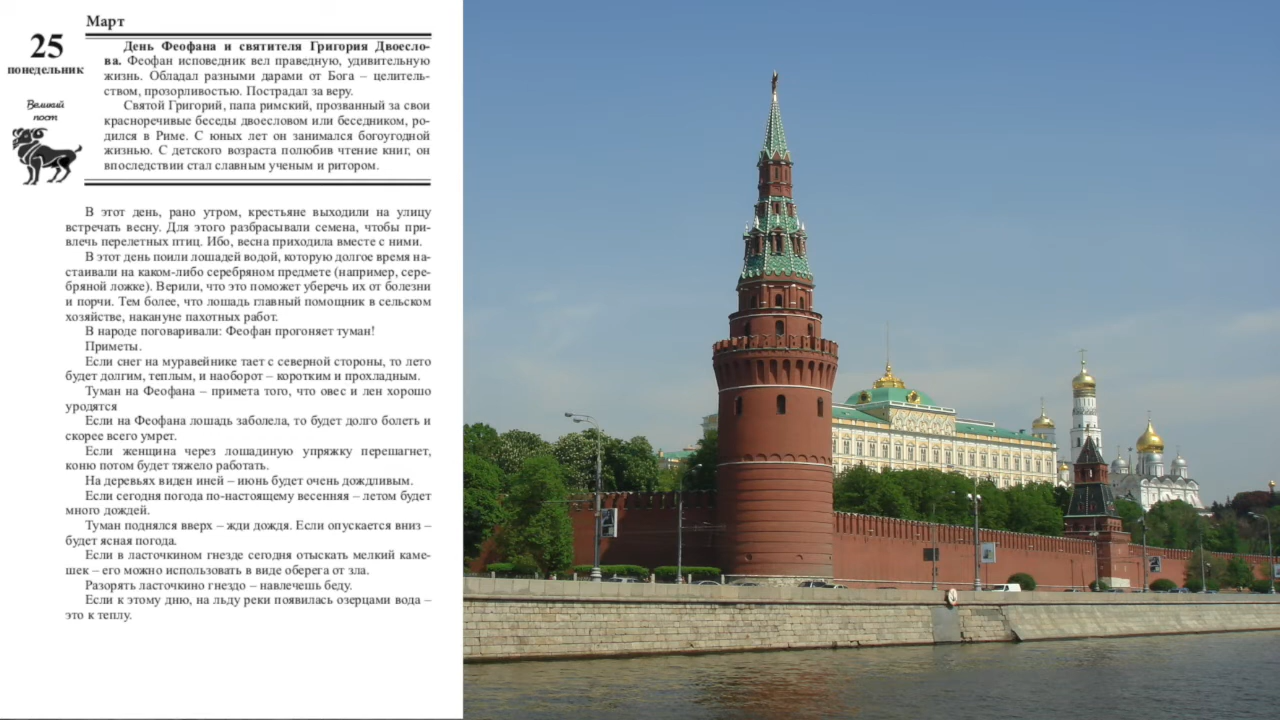 Март
25
понедельник
Великий
пост
День Феофана и святителя Григория Двоесло-
ва. Феофан исповедник вел праведную, удивительную
жизнь. Обладал разными дарами от Бога – целитель-
ством, прозорливостью. Пострадал за веру.
Святой Григорий, папа римский, прозванный за свои
красноречивые беседы двоесловом или беседником, ро-
дился в Риме. С юных лет он занимался богоугодной
жизнью. С детского возраста полюбив чтение книг, он
впоследствии стал славным ученым и ритором.
В этот день, рано утром, крестьяне выходили на улицу
встречать весну. Для этого разбрасывали семена, чтобы при-
влечь перелетных птиц. Ибо, весна приходила вместе с ними.
В этот день поили лошадей водой, которую долгое время на-
стаивали на каком-либо серебряном предмете (например, сере-
бряной ложке). Верили, что это поможет уберечь их от болезни
и порчи. Тем более, что лошадь главный помощник в сельском
хозяйстве, накануне пахотных работ.
В народе поговаривали: Феофан прогоняет туман!
Приметы.
Если снег на муравейнике тает с северной стороны, то лето
будет долгим, теплым, и наоборот – коротким и прохладным.
Туман на Феофана – примета того, что овес и лен хорошо
уродятся
Если на Феофана лошадь заболела, то будет долго болеть и
скорее всего умрет.
Если женщина через лошадиную упряжку перешагнет,
коню потом будет тяжело работать.
На деревьях виден иней – июнь будет очень дождливым.
Если сегодня погода по-настоящему весенняя – летом будет
много дождей.
Туман поднялся вверх – жди дождя. Если опускается вниз –
будет ясная погода.
Если в ласточкином гнезде сегодня отыскать мелкий каме-
шек – его можно использовать в виде оберега от зла.
Разорять ласточкино гнездо – навлечешь беду.
Если к этому дню, на льду реки появилась озерцами вода –
это к теплу.